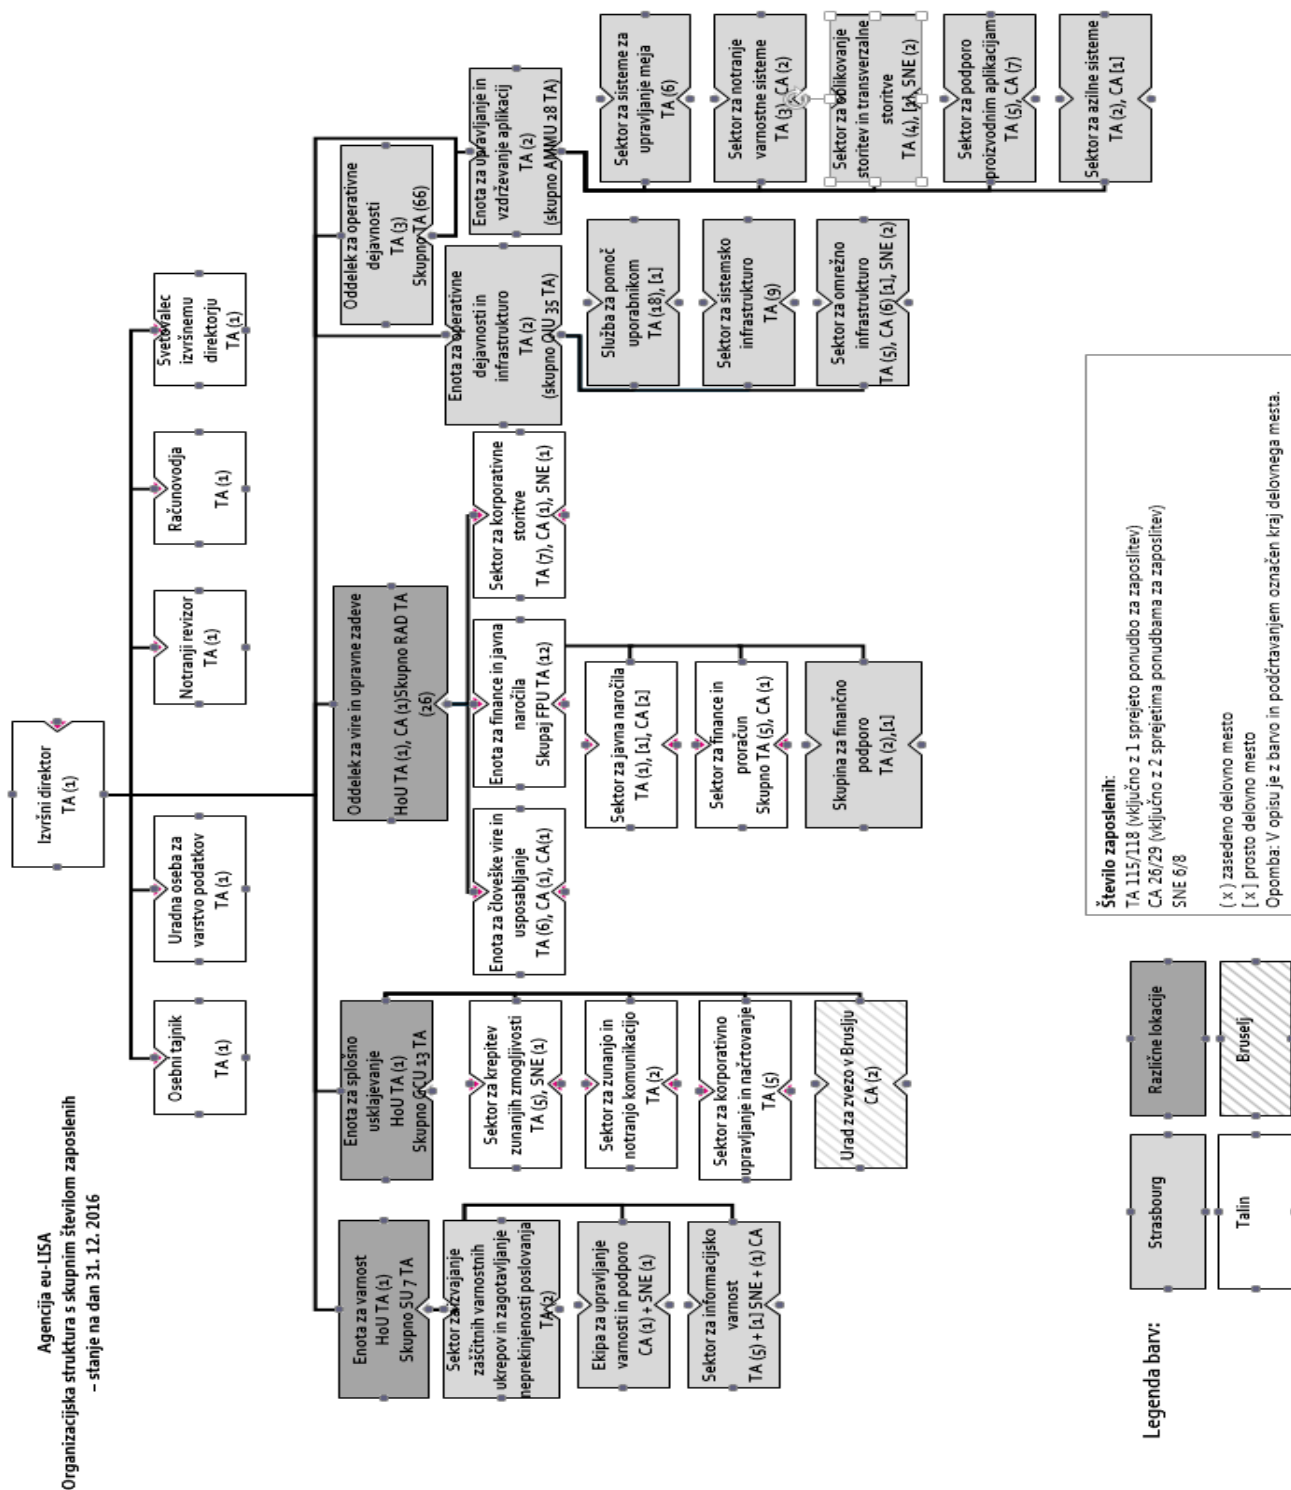 Agencija eu-LISA
Organizacijska struktura s skupnim številom zaposlenih
– stanje na dan 31. 12. 2016
Izvršni direktor
TA (1)
Osebni tajnik
TA (1)
Uradna oseba za
varstvo podatkov
TA (1)
Notranji revizor
TA (1)
Računovodja
TA (1)
Svetovalec
izvršnemu
direktorju
TA (1)
Enota za varnost
HoU TA (1)
Skupno SU 7 TA
Sektor za izvajanje
zaščitnih varnostnih
ukrepov in zagotavljanje
neprekinjenosti poslovanja
TA (2)
Ekipa za upravljanje
varnosti in podporo
CA (1) + SNE (1)
Sektor za informacijsko
varnost
TA (5) + [1] SNE + (1) CA
Enota za splošno
usklajevanje
HoU TA (1)
Skupno GCU 13 TA
Sektor za krepitev
zunanjih zmogljivosti
TA (5), SNE (1)
Sektor za zunanjo in
notranjo komunikacijo
TA (2)
Sektor za korporativno
upravljanje in načrtovanje
TA (5)
Urad za zvezo v Bruslju
CA (2)
Oddelek za vire in upravne zadeve
HoU TA (1), CA (1)Skupno RAD TA
(26)
Enota za človeške vire in
usposabljanje
TA (6), CA (1), CA(1)
Enota za finance in javna
naročila
Skupaj FPU TA (12)
Sektor za javna naročila
TA (1), [1], CA [2]
Sektor za finance in
proračun
Skupno TA (5), CA (1)
Skupina za finančno
podporo
TA (2),[1]
Sektor za korporativne
storitve
TA (7), CA (1), SNE (1)
Oddelek za operativne
dejavnosti
TA (3)
Skupno TA (66)
Enota za operativne
dejavnosti in
infrastrukturo
TA (2)
(skupno OIU 35 TA)
Služba za pomoč
uporabnikom
TA (18), [1]
Sektor za sistemsko
infrastrukturo
TA (9)
Sektor za omrežno
infrastrukturo
TA (5), CA (6) [1], SNE (2)
Enota za upravljanje in
vzdrževanje aplikacij
TA (2)
(skupno AMMU 28 TA)
Sektor za sisteme za
upravljanje meja
TA (6)
Sektor za notranje
varnostne sisteme
TA (3), CA (2)
Sektor za oblikovanje
storitev in transverzalne
storitve
TA (4), [1], SNE (2)
Sektor za podporo
proizvodnim aplikacijam
TA (5), CA (7)
Sektor za azilne sisteme
TA (2), CA [1]
Legenda barv:
Strasbourg
Različne lokacije
Talin
Bruselj
Število zaposlenih:
TA 115/118 (vključno z 1 sprejeto ponudbo za zaposlitev)
CA 26/29 (vključno z 2 sprejetima ponudbama za zaposlitev)
SNE 6/8
( x ) zasedeno delovno mesto
[ x ] prosto delovno mesto
Opomba: V opisu je z barvo in podčrtavanjem označen kraj delovnega mesta.